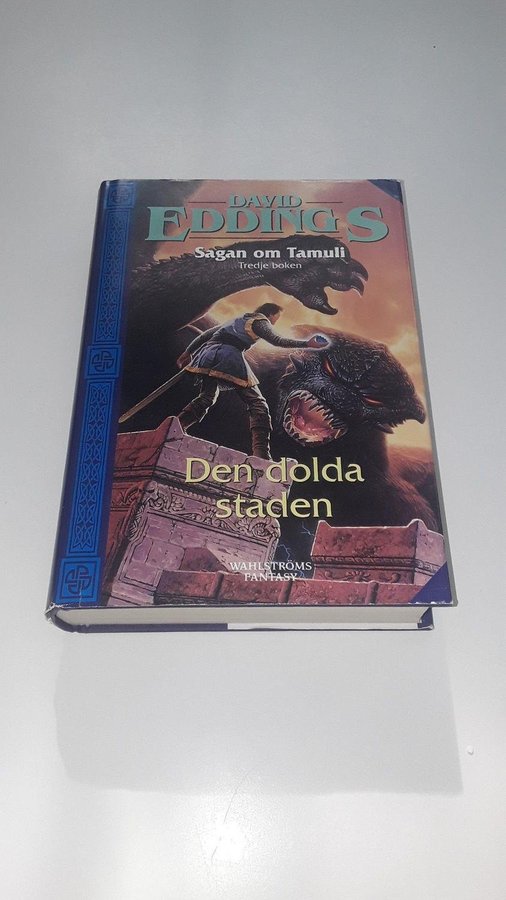 DAVID
EDDINGS
Sagan om Tamuli
Tredje boken
Den dolda
staden
WAHLSTRÖMS
FANTASY